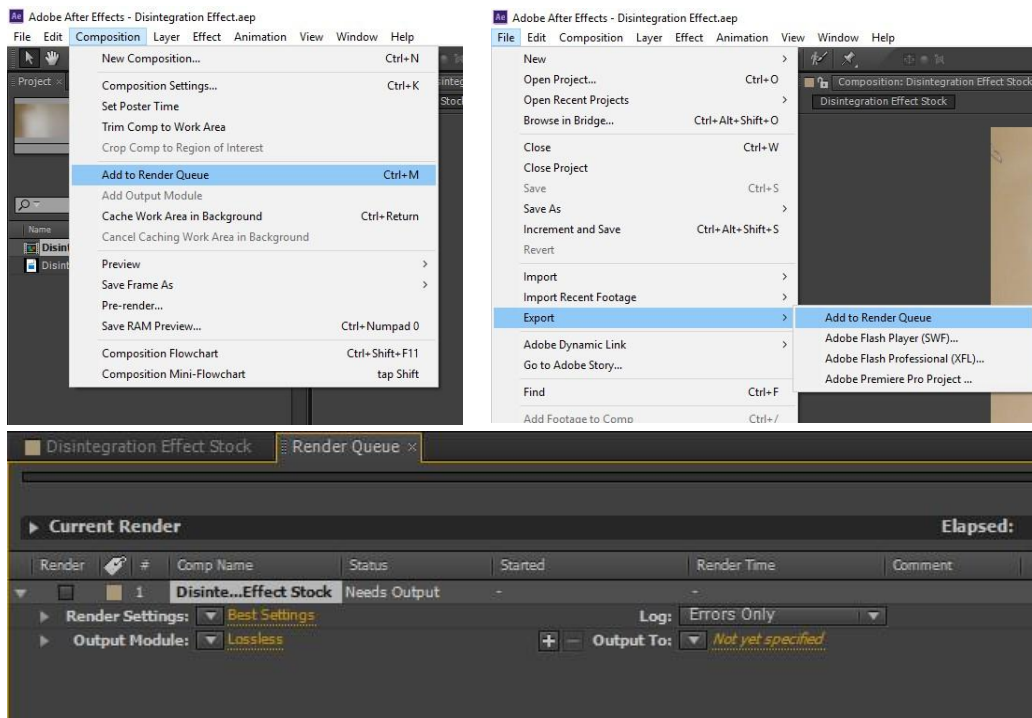 Ae Adobe After Effects - Disintegration Effect.aep
File Edit Composition Layer Effect Animation View Window Help
New Composition... Ctrl+N
Composition Settings... Ctrl+K
Set Poster Time
Trim Comp to Work Area
Crop Comp to Region of Interest
Add to Render Queue Ctrl+M
Add Output Module
Cache Work Area in Background Ctrl+Return
Cancel Caching Work Area in Background
Preview
Save Frame As
Pre-render...
Save RAM Preview... Ctrl+Numpad 0
Composition Flowchart Ctrl+Shift+F11
Composition Mini-Flowchart tap Shift
Project
Name
Disint
Disint
integ
Stock
Ae Adobe After Effects - Disintegration Effect.aep
File Edit Composition Layer Effect Animation View Window Help
New
Open Project... Ctrl+O
Open Recent Projects
Browse in Bridge... Ctrl+Alt+Shift+O
Close Ctrl+W
Close Project
Save Ctrl+S
Save As
Increment and Save Ctrl+Alt+Shift+S
Revert
Import
Import Recent Footage
Export
Adobe Dynamic Link
Go to Adobe Story...
Find Ctrl+F
Add Footage to Comp Ctrl+/
Add to Render Queue
Adobe Flash Player (SWF)...
Adobe Flash Professional (XFL)...
Adobe Premiere Pro Project ...
Composition: Disintegration Effect Stock
Disintegration Effect Stock
Disintegration Effect Stock Render Queue ×
Current Render Elapsed:
Render # Comp Name Status Started Render Time Comment
1 Disinte...Effect Stock Needs Output - -
Render Settings: Best Settings Log: Errors Only
Output Module: Lossless + – Output To: Not yet specified